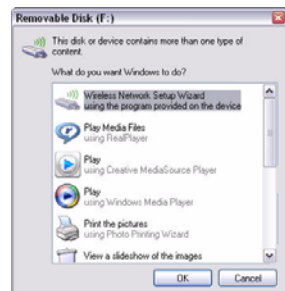 Removable Disk (F:)
This disk or device contains more than one type of
content.
What do you want Windows to do?
Wireless Network Setup Wizard
using the program provided on the device
Play Media Files
using RealPlayer
Play
using Creative MediaSource Player
Play
using Windows Media Player
Print the pictures
using Photo Printing Wizard
View a slideshow of the images
OK Cancel